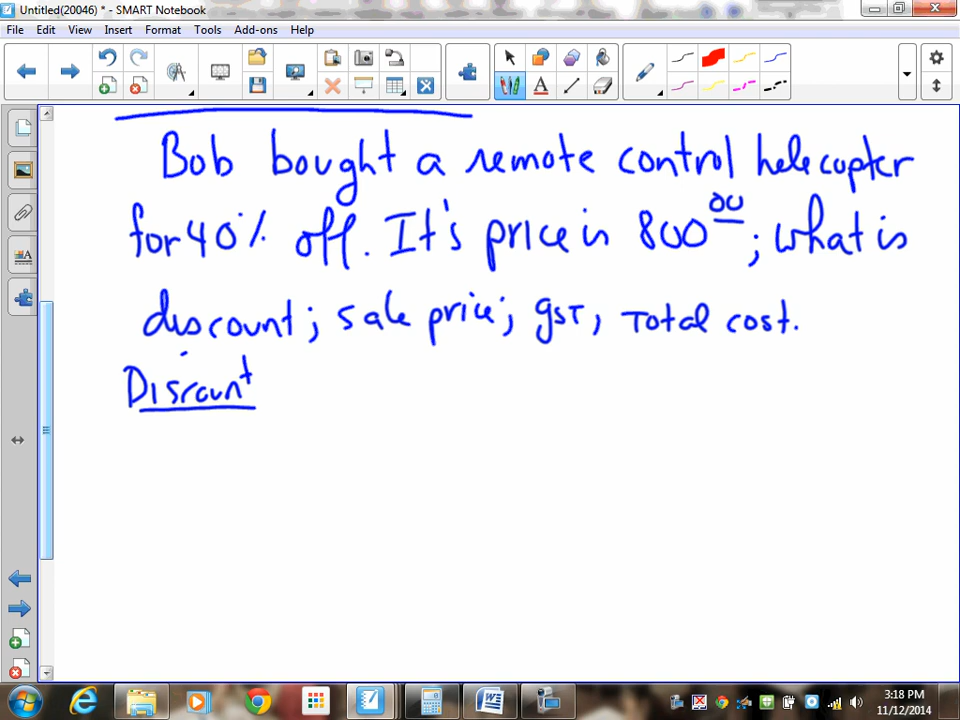 Untitled(20046) * - SMART Notebook
File Edit View Insert Format Tools Add-ons Help
Bob bought a remote control helecopter
for 40% off. It's price is 800 00; what is
discount; sale price; gst, Total cost.
Discount
3:18 PM
11/12/2014